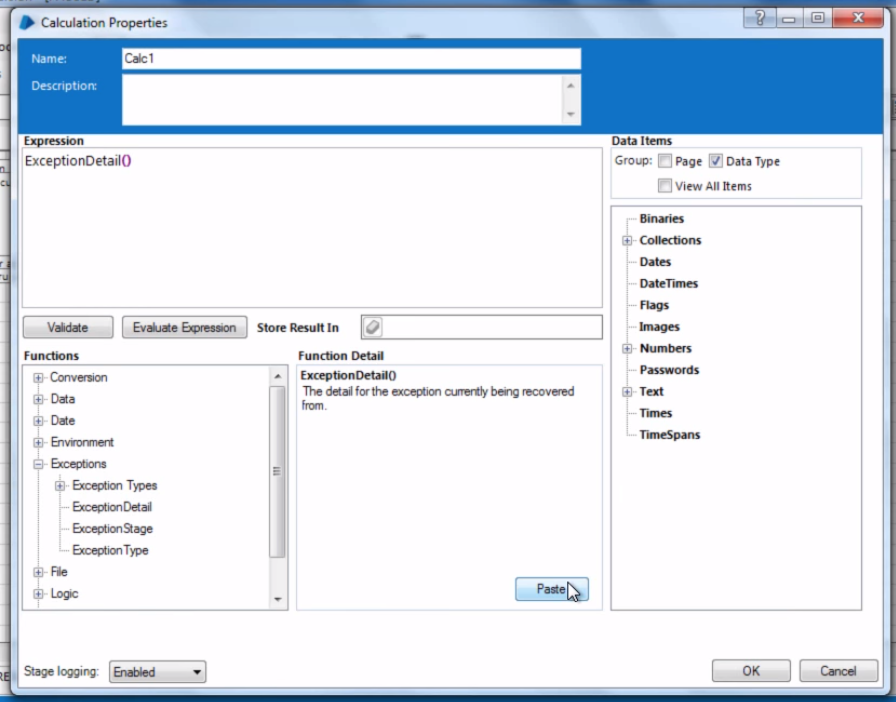 Calculation Properties
Name: Calc1
Description:
Expression
ExceptionDetail()
Validate Evaluate Expression Store Result In
Functions
Conversion
Data
Date
Environment
Exceptions
Exception Types
ExceptionDetail
ExceptionStage
ExceptionType
File
Logic
Function Detail
ExceptionDetail()
The detail for the exception currently being recovered
from.
Paste
Data Items
Group: Page Data Type
View All Items
Binaries
Collections
Dates
DateTimes
Flags
Images
Numbers
Passwords
Text
Times
TimeSpans
Stage logging: Enabled
OK Cancel